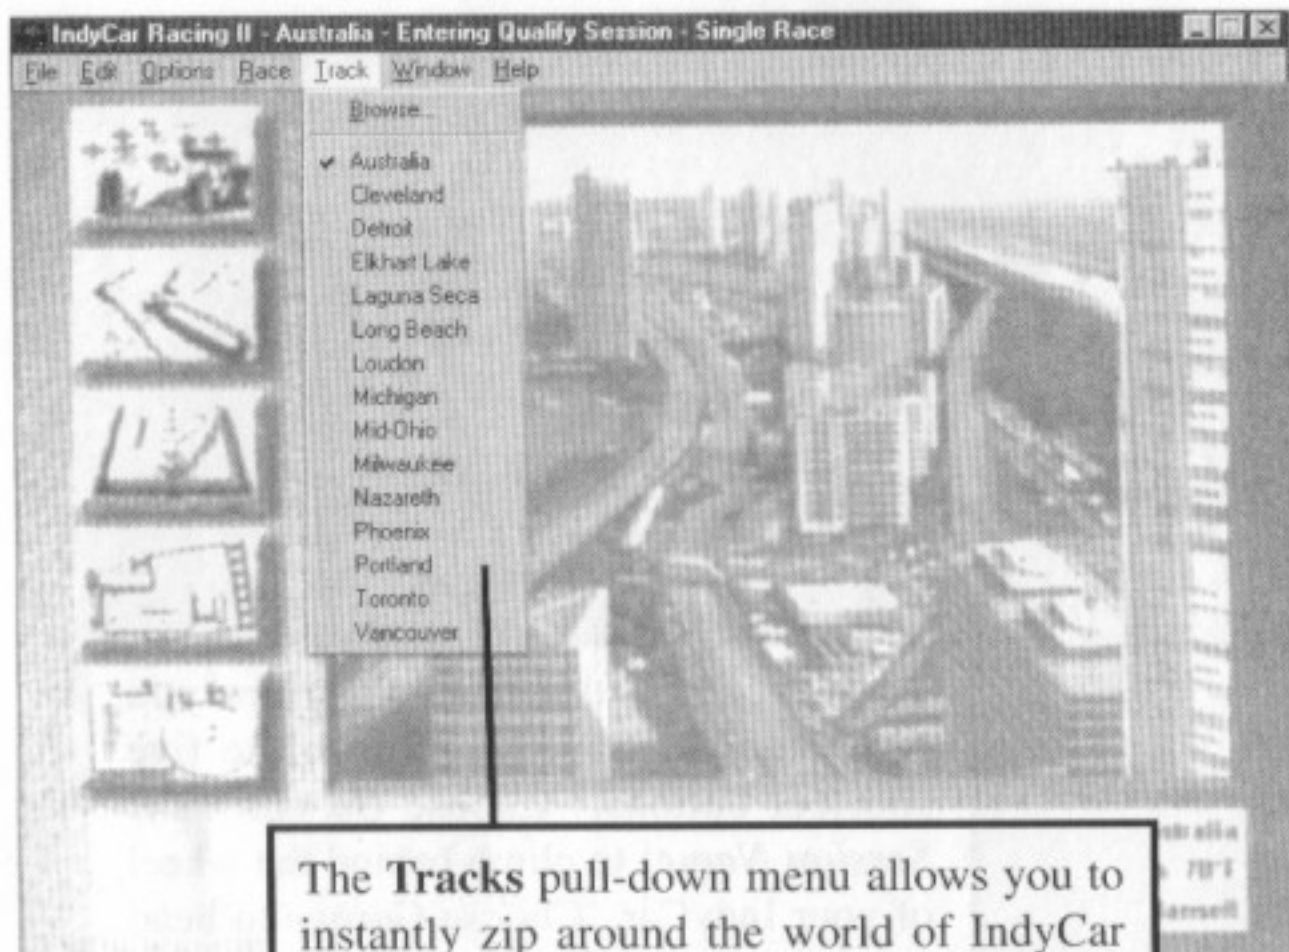 IndyCar Racing II - Australia - Entering Qualify Session - Single Race
File Edit Options Race Track Window Help
Browse...
Australia
Cleveland
Detroit
Elkhart Lake
Laguna Seca
Long Beach
Loudon
Michigan
Mid-Ohio
Milwaukee
Nazareth
Phoenix
Portland
Toronto
Vancouver
The Tracks pull-down menu allows you to
instantly zip around the world of IndyCar